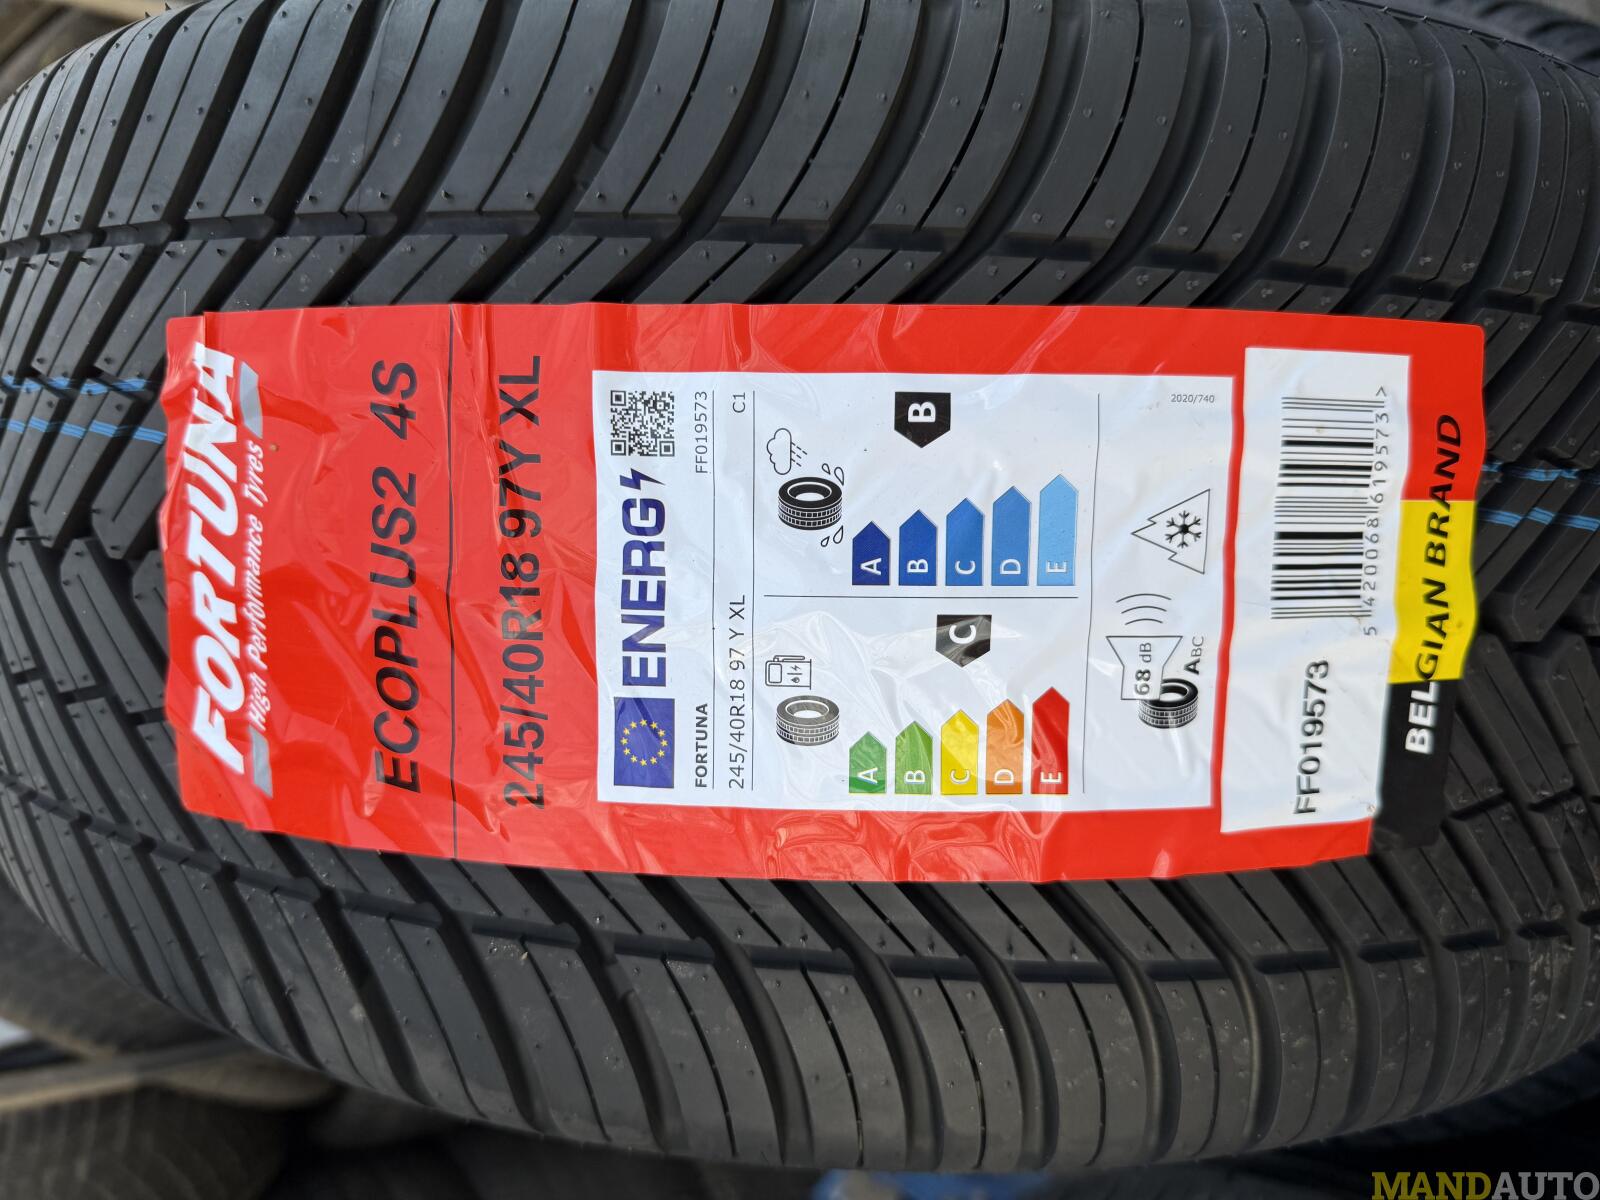 FORTUNA
High Performance Tyres
ECOPLUS2 4S
245/40R18 97Y XL
ENERG
FORTUNA
FF019573
245/40R18 97 Y XL
C1
A
B
C
D
E
C
A
B
C
D
E
B
68 dB
ABC
2020/740
FF019573
5 420068 619573 >
BELGIAN BRAND
MANDAUTO